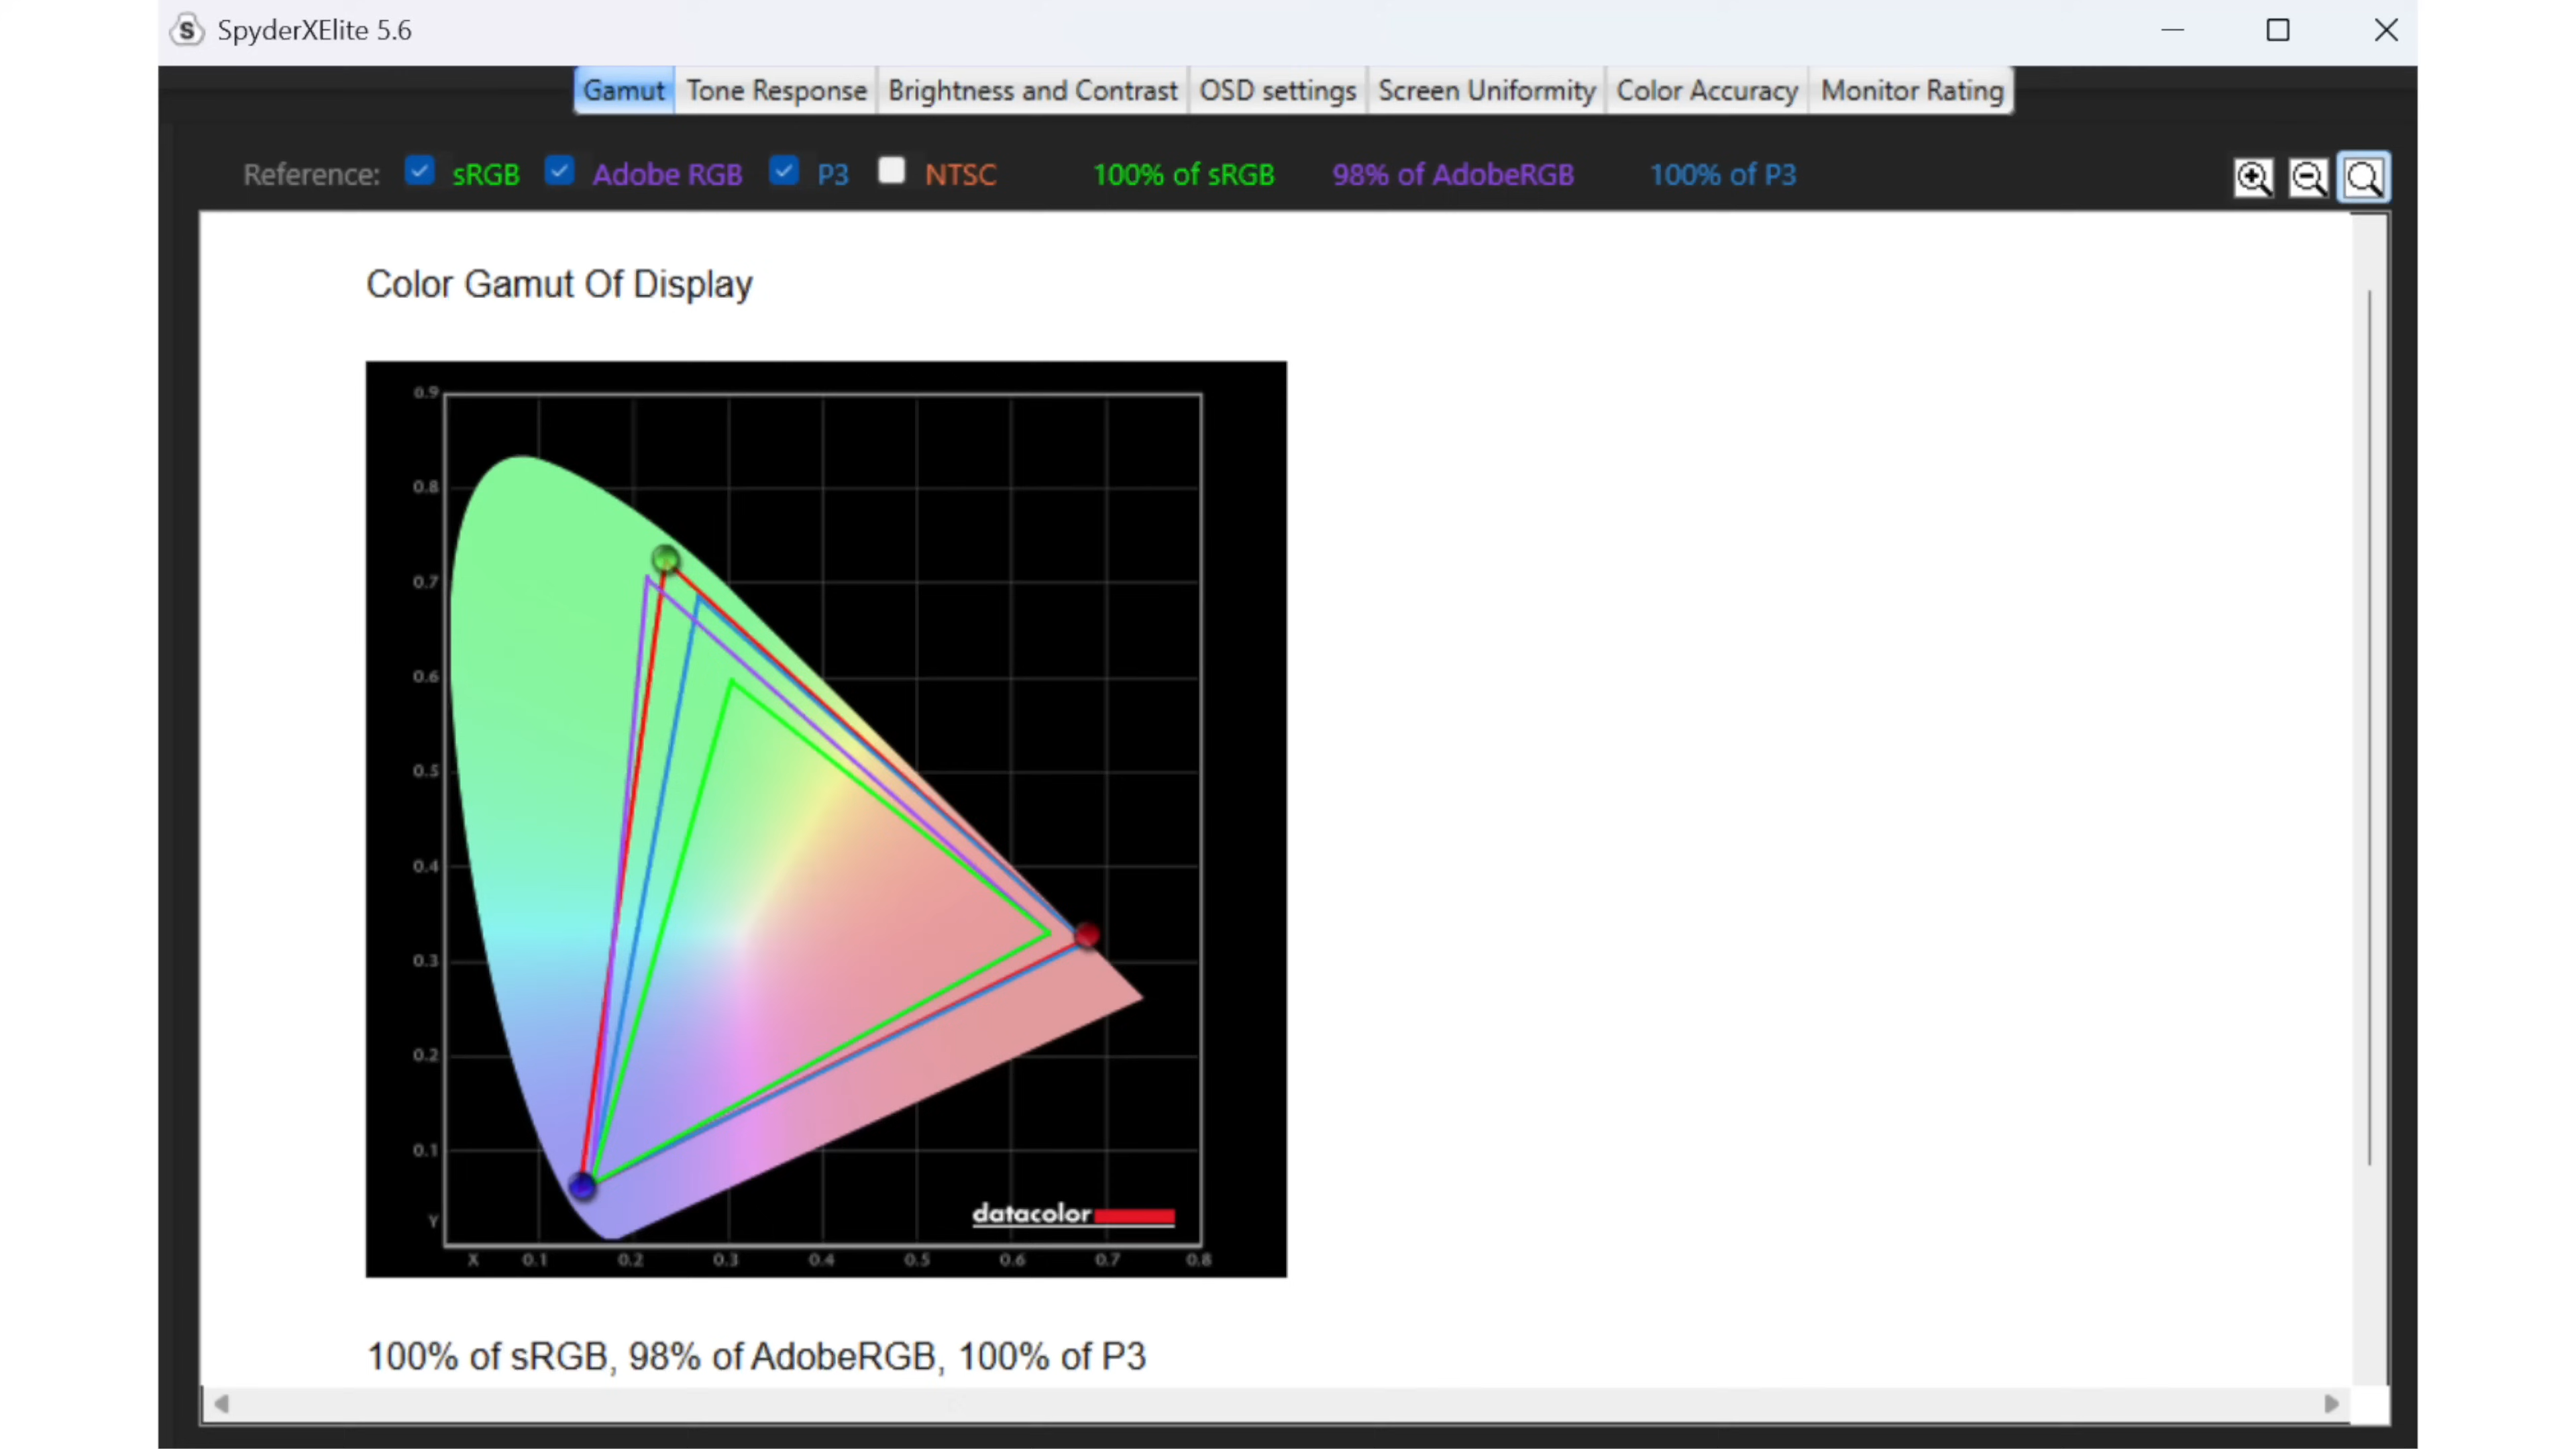 SpyderXElite 5.6
Gamut Tone Response Brightness and Contrast OSD settings Screen Uniformity Color Accuracy Monitor Rating
Reference: sRGB Adobe RGB P3 NTSC 100% of sRGB 98% of AdobeRGB 100% of P3
Color Gamut Of Display
0.9
0.8
0.7
0.6
0.5
0.4
0.3
0.2
0.1
datacolor
Y
X 0.1 0.2 0.3 0.4 0.5 0.6 0.7 0.8
100% of sRGB, 98% of AdobeRGB, 100% of P3